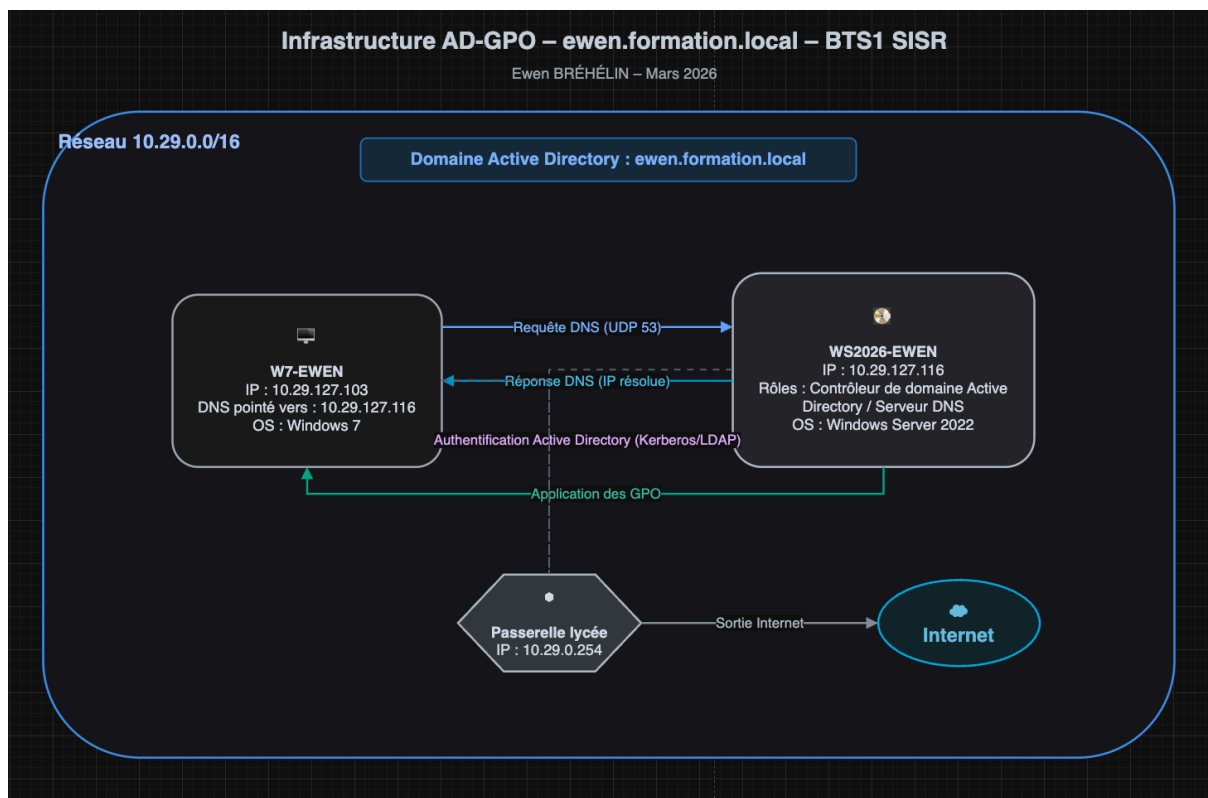 Infrastructure AD-GPO – ewen.formation.local – BTS1 SISR
Ewen BRÉHÉLIN – Mars 2026
Réseau 10.29.0.0/16
Domaine Active Directory : ewen.formation.local
W7-EWEN
IP : 10.29.127.103
DNS pointé vers : 10.29.127.116
OS : Windows 7
Requête DNS (UDP 53)
Réponse DNS (IP résolue)
Authentification Active Directory (Kerberos/LDAP)
Application des GPO
WS2026-EWEN
IP : 10.29.127.116
Rôles : Contrôleur de domaine Active
Directory / Serveur DNS
OS : Windows Server 2022
Passerelle lycée
IP : 10.29.0.254
Sortie Internet
Internet